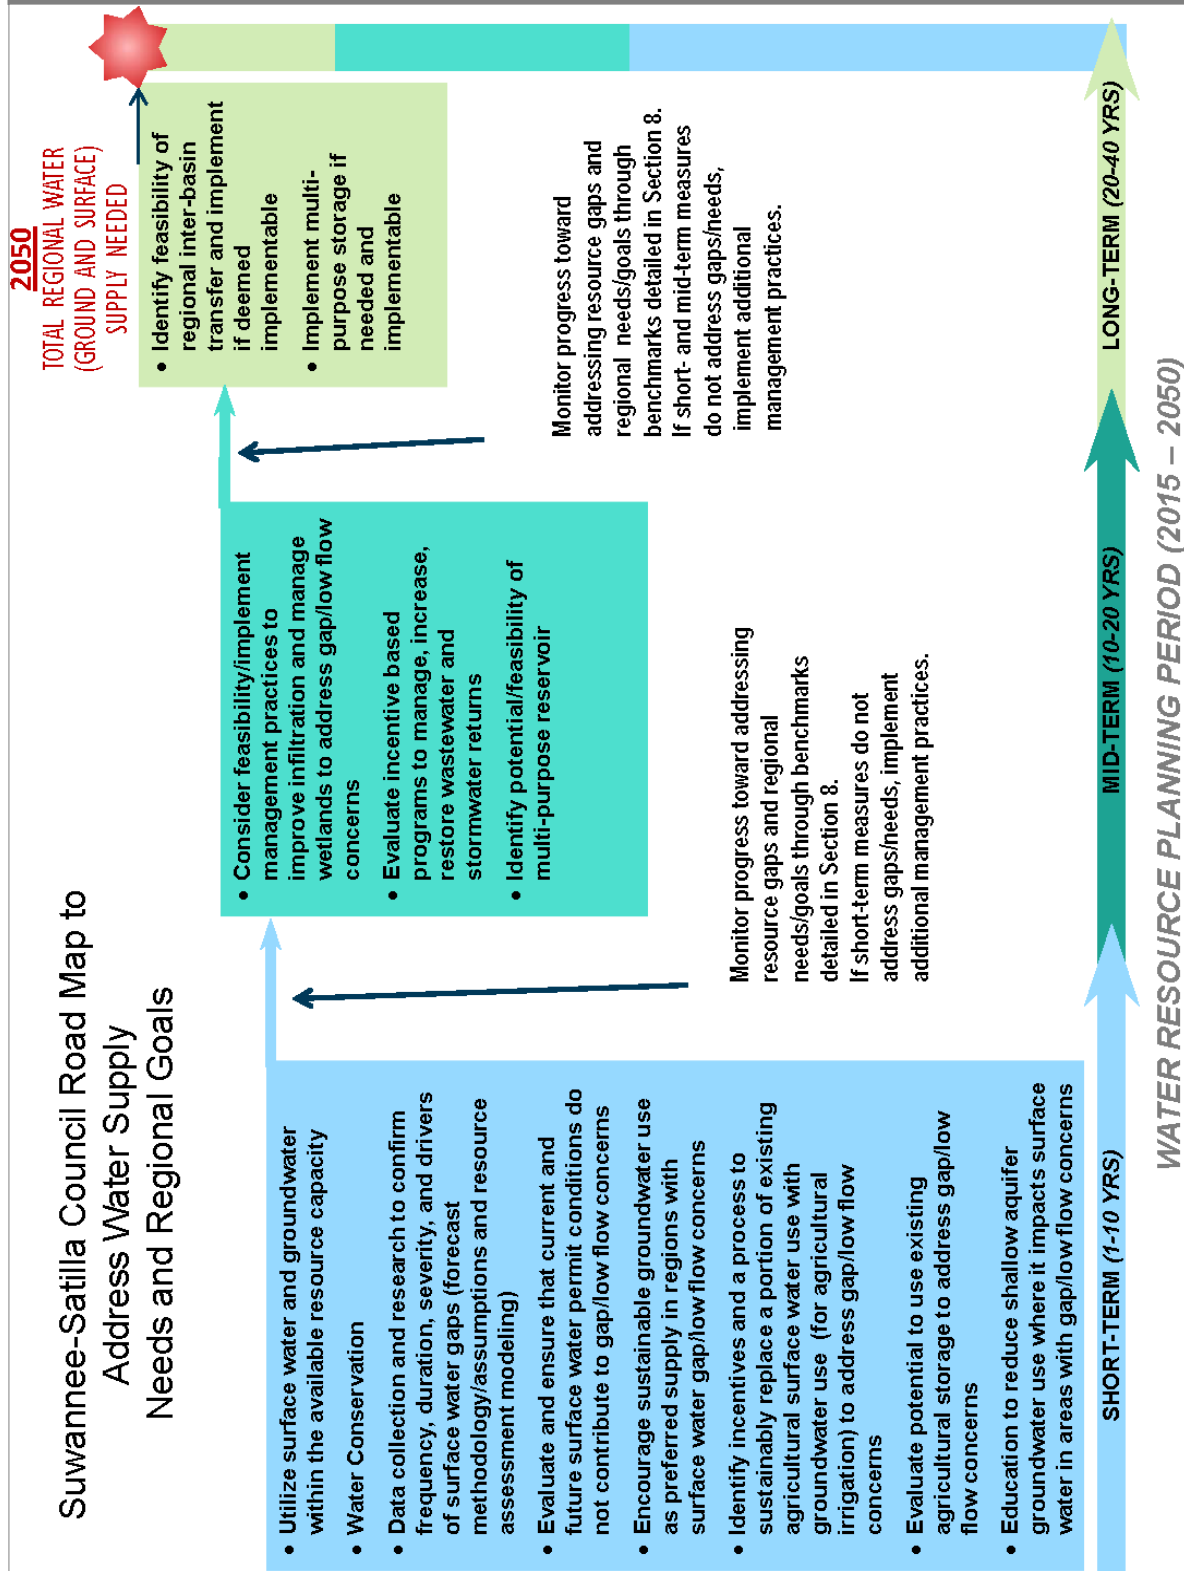 Suwannee-Satilla Council Road Map to
Address Water Supply
Needs and Regional Goals
• Utilize surface water and groundwater
within the available resource capacity
• Water Conservation
• Data collection and research to confirm
frequency, duration, severity, and drivers
of surface water gaps (forecast
methodology/assumptions and resource
assessment modeling)
• Evaluate and ensure that current and
future surface water permit conditions do
not contribute to gap/low flow concerns
• Encourage sustainable groundwater use
as preferred supply in regions with
surface water gap/low flow concerns
• Identify incentives and a process to
sustainably replace a portion of existing
agricultural surface water use with
groundwater use (for agricultural
irrigation) to address gap/low flow
concerns
• Evaluate potential to use existing
agricultural storage to address gap/low
flow concerns
• Education to reduce shallow aquifer
groundwater use where it impacts surface
water in areas with gap/low flow concerns
Monitor progress toward addressing
resource gaps and regional
needs/goals through benchmarks
detailed in Section 8.
If short-term measures do not
address gaps/needs, implement
additional management practices.
• Consider feasibility/implement
management practices to
improve infiltration and manage
wetlands to address gap/low flow
concerns
• Evaluate incentive based
programs to manage, increase,
restore wastewater and
stormwater returns
• Identify potential/feasibility of
multi-purpose reservoir
Monitor progress toward
addressing resource gaps and
regional needs/goals through
benchmarks detailed in Section 8.
If short- and mid-term measures
do not address gaps/needs,
implement additional
management practices.
2050
TOTAL REGIONAL WATER
(GROUND AND SURFACE)
SUPPLY NEEDED
• Identify feasibility of
regional inter-basin
transfer and implement
if deemed
implementable
• Implement multi-
purpose storage if
needed and
implementable
SHORT-TERM (1-10 YRS)
MID-TERM (10-20 YRS)
LONG-TERM (20-40 YRS)
WATER RESOURCE PLANNING PERIOD (2015 – 2050)